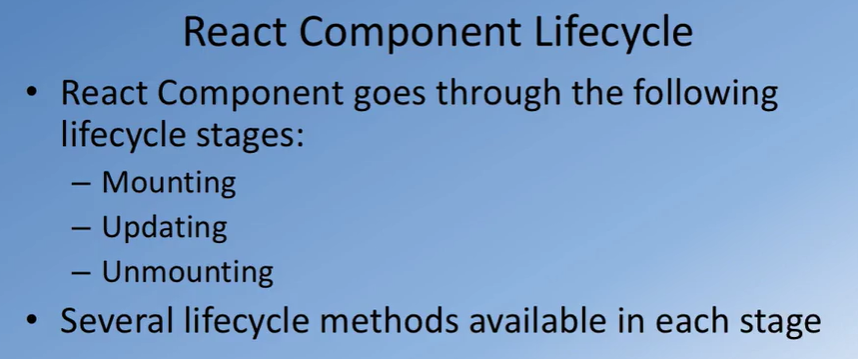 React Component Lifecycle
• React Component goes through the following
lifecycle stages:
– Mounting
– Updating
– Unmounting
• Several lifecycle methods available in each stage